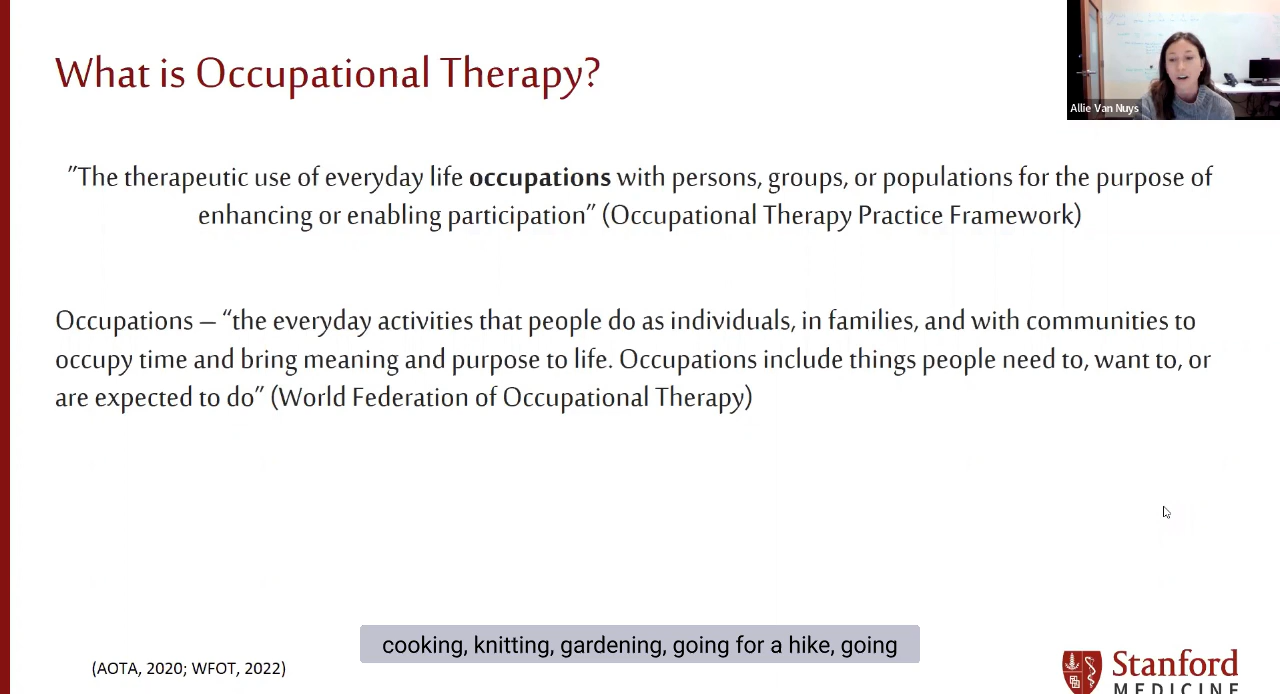 What is Occupational Therapy?
Allie Van Nuys
”The therapeutic use of everyday life occupations with persons, groups, or populations for the purpose of
enhancing or enabling participation” (Occupational Therapy Practice Framework)
Occupations – “the everyday activities that people do as individuals, in families, and with communities to
occupy time and bring meaning and purpose to life. Occupations include things people need to, want to, or
are expected to do” (World Federation of Occupational Therapy)
cooking, knitting, gardening, going for a hike, going
(AOTA, 2020; WFOT, 2022)
Stanford
MEDICINE